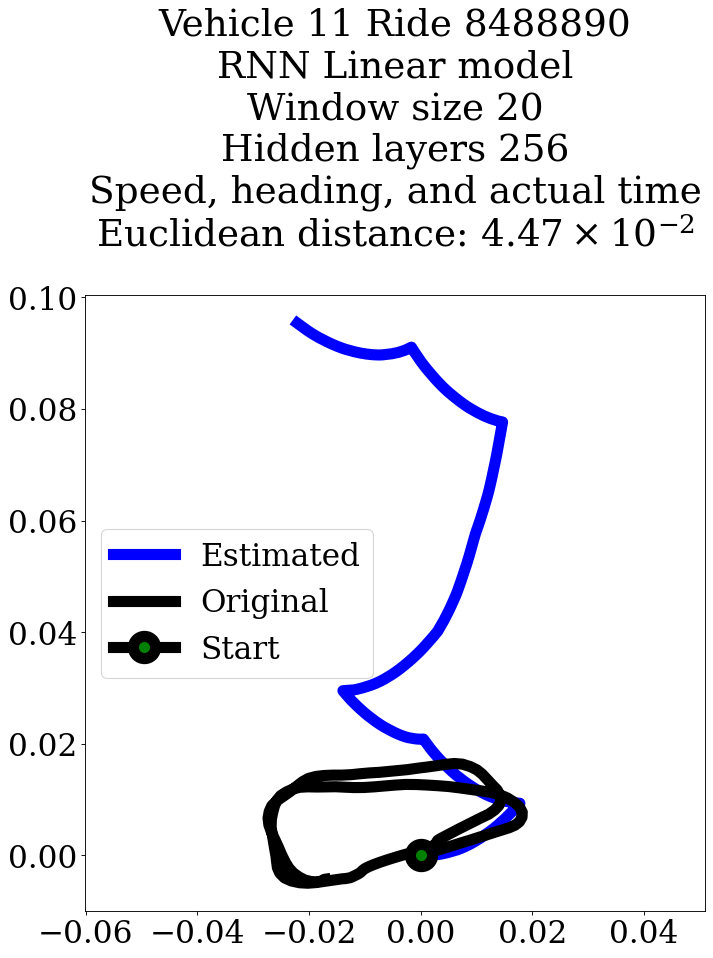 Vehicle 11 Ride 8488890
RNN Linear model
Window size 20
Hidden layers 256
Speed, heading, and actual time
Euclidean distance: 4.47 × 10⁻²
0.10
0.08
0.06
0.04
0.02
0.00
Estimated
Original
Start
−0.06 −0.04 −0.02 0.00 0.02 0.04